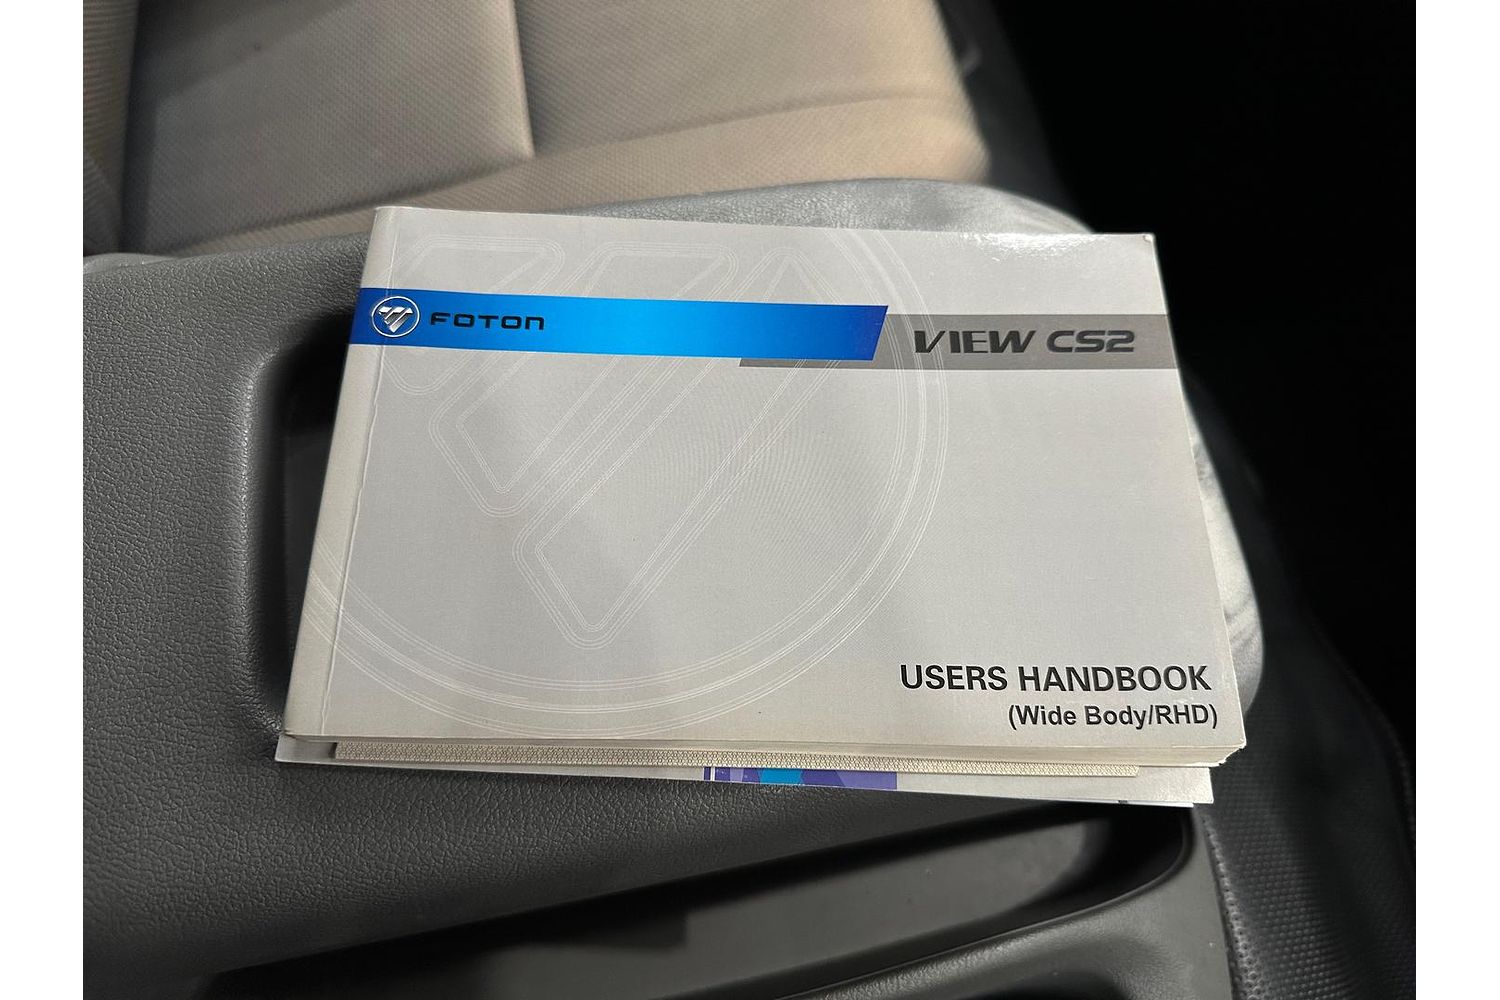 FOTON
VIEW CS2
USERS HANDBOOK
(Wide Body/RHD)